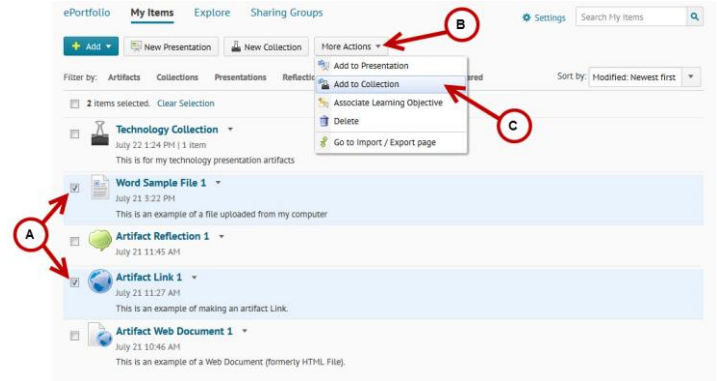 ePortfolio My Items Explore Sharing Groups
B
Settings Search My Items
Add New Presentation New Collection More Actions
Add to Presentation
Filter by: Artifacts Collections Presentations Sort by: Modified: Newest first
Add to Collection
2 items selected. Clear Selection
Associate Learning Objective
Delete
C
Technology Collection
Go to Import / Export page
July 22 1:24 PM | 1 item
This is for my technology presentation artifacts
Word Sample File 1
July 21 3:22 PM
This is an example of a file uploaded from my computer
A
Artifact Reflection 1
July 21 11:45 AM
Artifact Link 1
July 21 11:27 AM
This is an example of making an artifact Link.
Artifact Web Document 1
July 21 10:46 AM
This is an example of a Web Document (formerly HTML File).